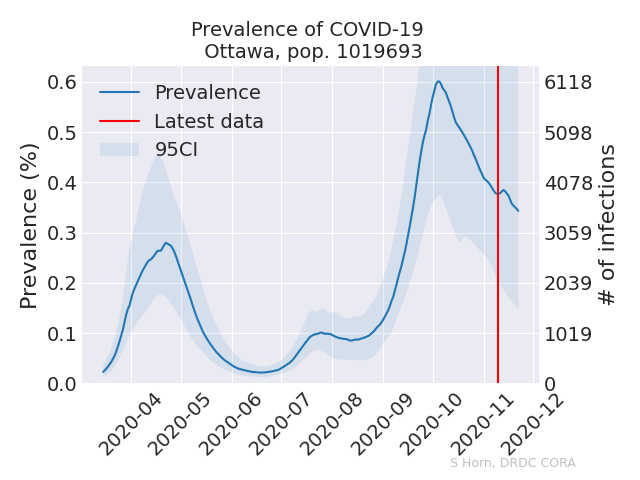 Prevalence of COVID-19
Ottawa, pop. 1019693
Prevalence
Latest data
95CI
Prevalence (%)
0.6
0.5
0.4
0.3
0.2
0.1
0.0
6118
5098
4078
3059
2039
1019
0
# of infections
2020-04
2020-05
2020-06
2020-07
2020-08
2020-09
2020-10
2020-11
2020-12
S Horn, DRDC CORA